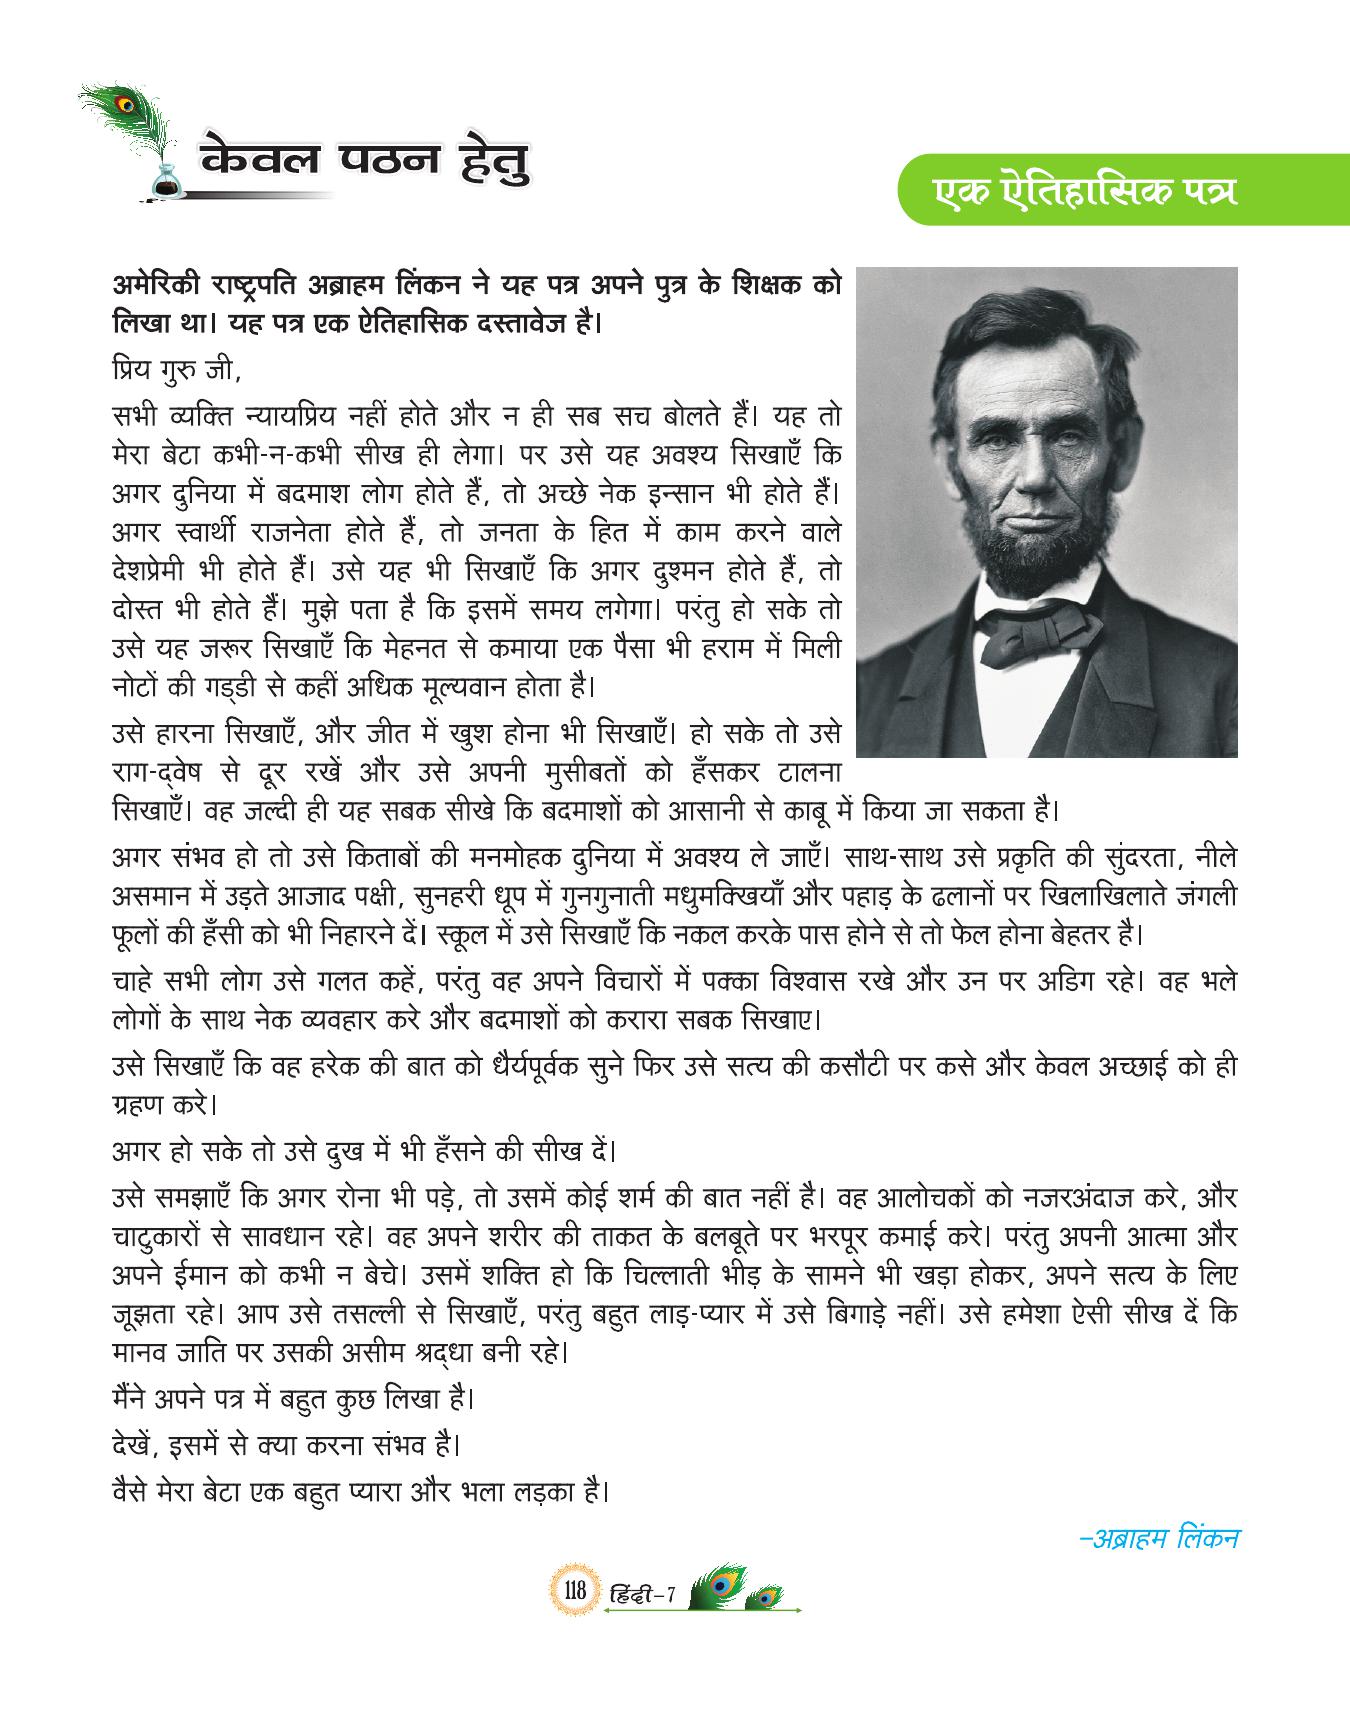 केवल पठन हेतु
एक ऐतिहासिक पत्र
अमेरिकी राष्ट्रपति अब्राहम लिंकन ने यह पत्र अपने पुत्र के शिक्षक को
लिखा था। यह पत्र एक ऐतिहासिक दस्तावेज है।
प्रिय गुरु जी,
सभी व्यक्ति न्यायप्रिय नहीं होते और न ही सब सच बोलते हैं। यह तो
मेरा बेटा कभी-न-कभी सीख ही लेगा। पर उसे यह अवश्य सिखाएँ कि
अगर दुनिया में बदमाश लोग होते हैं, तो अच्छे नेक इन्सान भी होते हैं।
अगर स्वार्थी राजनेता होते हैं, तो जनता के हित में काम करने वाले
देशप्रेमी भी होते हैं। उसे यह भी सिखाएँ कि अगर दुश्मन होते हैं, तो
दोस्त भी होते हैं। मुझे पता है कि इसमें समय लगेगा। परंतु हो सके तो
उसे यह जरूर सिखाएँ कि मेहनत से कमाया एक पैसा भी हराम में मिली
नोटों की गड्डी से कहीं अधिक मूल्यवान होता है।
उसे हारना सिखाएँ, और जीत में खुश होना भी सिखाएँ। हो सके तो उसे
राग-द्वेष से दूर रखें और उसे अपनी मुसीबतों को हँसकर टालना
सिखाएँ। वह जल्दी ही यह सबक सीखे कि बदमाशों को आसानी से काबू में किया जा सकता है।
अगर संभव हो तो उसे किताबों की मनमोहक दुनिया में अवश्य ले जाएँ। साथ-साथ उसे प्रकृति की सुंदरता, नीले
असमान में उड़ते आजाद पक्षी, सुनहरी धूप में गुनगुनाती मधुमक्खियाँ और पहाड़ के ढलानों पर खिलाखिलाते जंगली
फूलों की हँसी को भी निहारने दें। स्कूल में उसे सिखाएँ कि नकल करके पास होने से तो फेल होना बेहतर है।
चाहे सभी लोग उसे गलत कहें, परंतु वह अपने विचारों में पक्का विश्वास रखे और उन पर अडिग रहे। वह भले
लोगों के साथ नेक व्यवहार करे और बदमाशों को करारा सबक सिखाए।
उसे सिखाएँ कि वह हरेक की बात को धैर्यपूर्वक सुने फिर उसे सत्य की कसौटी पर कसे और केवल अच्छाई को ही
ग्रहण करे।
अगर हो सके तो उसे दुख में भी हँसने की सीख दें।
उसे समझाएँ कि अगर रोना भी पड़े, तो उसमें कोई शर्म की बात नहीं है। वह आलोचकों को नजरअंदाज करे, और
चाटुकारों से सावधान रहे। वह अपने शरीर की ताकत के बलबूते पर भरपूर कमाई करे। परंतु अपनी आत्मा और
अपने ईमान को कभी न बेचे। उसमें शक्ति हो कि चिल्लाती भीड़ के सामने भी खड़ा होकर, अपने सत्य के लिए
जूझता रहे। आप उसे तसल्ली से सिखाएँ, परंतु बहुत लाड़-प्यार में उसे बिगाड़े नहीं। उसे हमेशा ऐसी सीख दें कि
मानव जाति पर उसकी असीम श्रद्धा बनी रहे।
मैंने अपने पत्र में बहुत कुछ लिखा है।
देखें, इसमें से क्या करना संभव है।
वैसे मेरा बेटा एक बहुत प्यारा और भला लड़का है।
–अब्राहम लिंकन
118 हिंदी–7